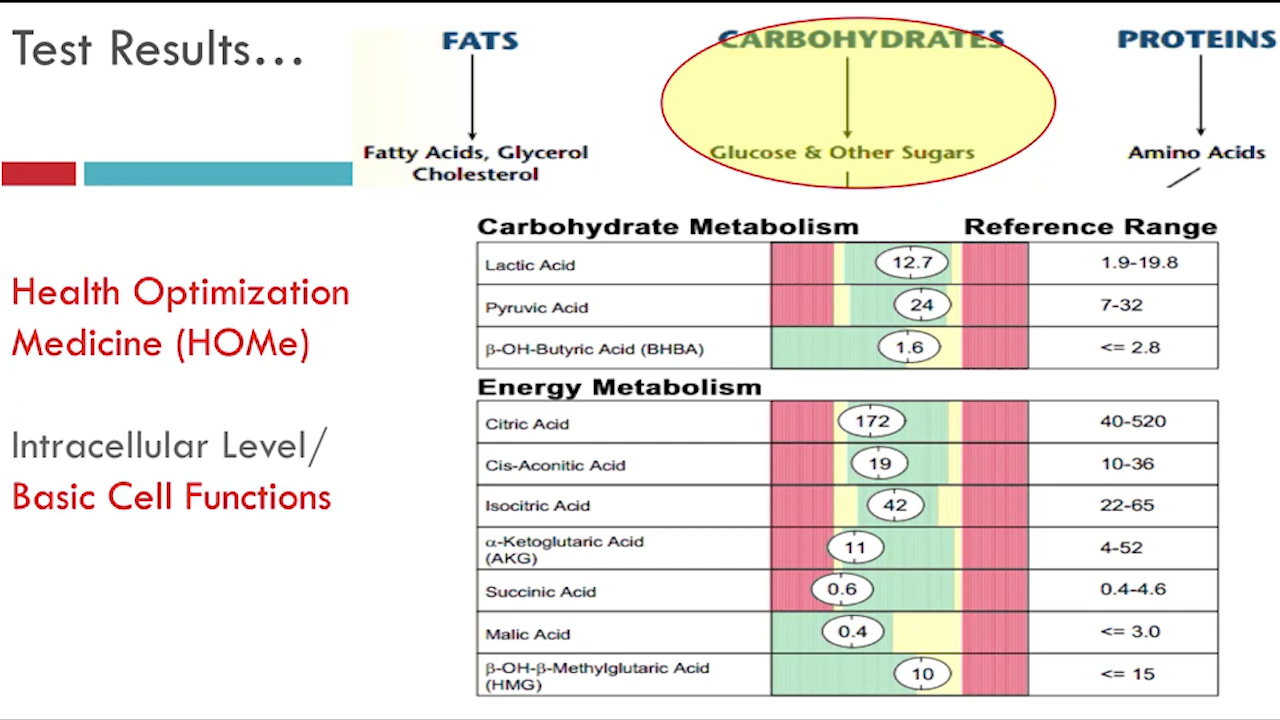 Test Results...
FATS
CARBOHYDRATES
PROTEINS
Fatty Acids, Glycerol
Cholesterol
Glucose & Other Sugars
Amino Acids
Health Optimization
Medicine (HOMe)
Intracellular Level/
Basic Cell Functions
Carbohydrate Metabolism Reference Range
Lactic Acid 12.7 1.9-19.8
Pyruvic Acid 24 7-32
β-OH-Butyric Acid (BHBA) 1.6 <= 2.8
Energy Metabolism
Citric Acid 172 40-520
Cis-Aconitic Acid 19 10-36
Isocitric Acid 42 22-65
α-Ketoglutaric Acid
(AKG) 11 4-52
Succinic Acid 0.6 0.4-4.6
Malic Acid 0.4 <= 3.0
β-OH-β-Methylglutaric Acid
(HMG) 10 <= 15